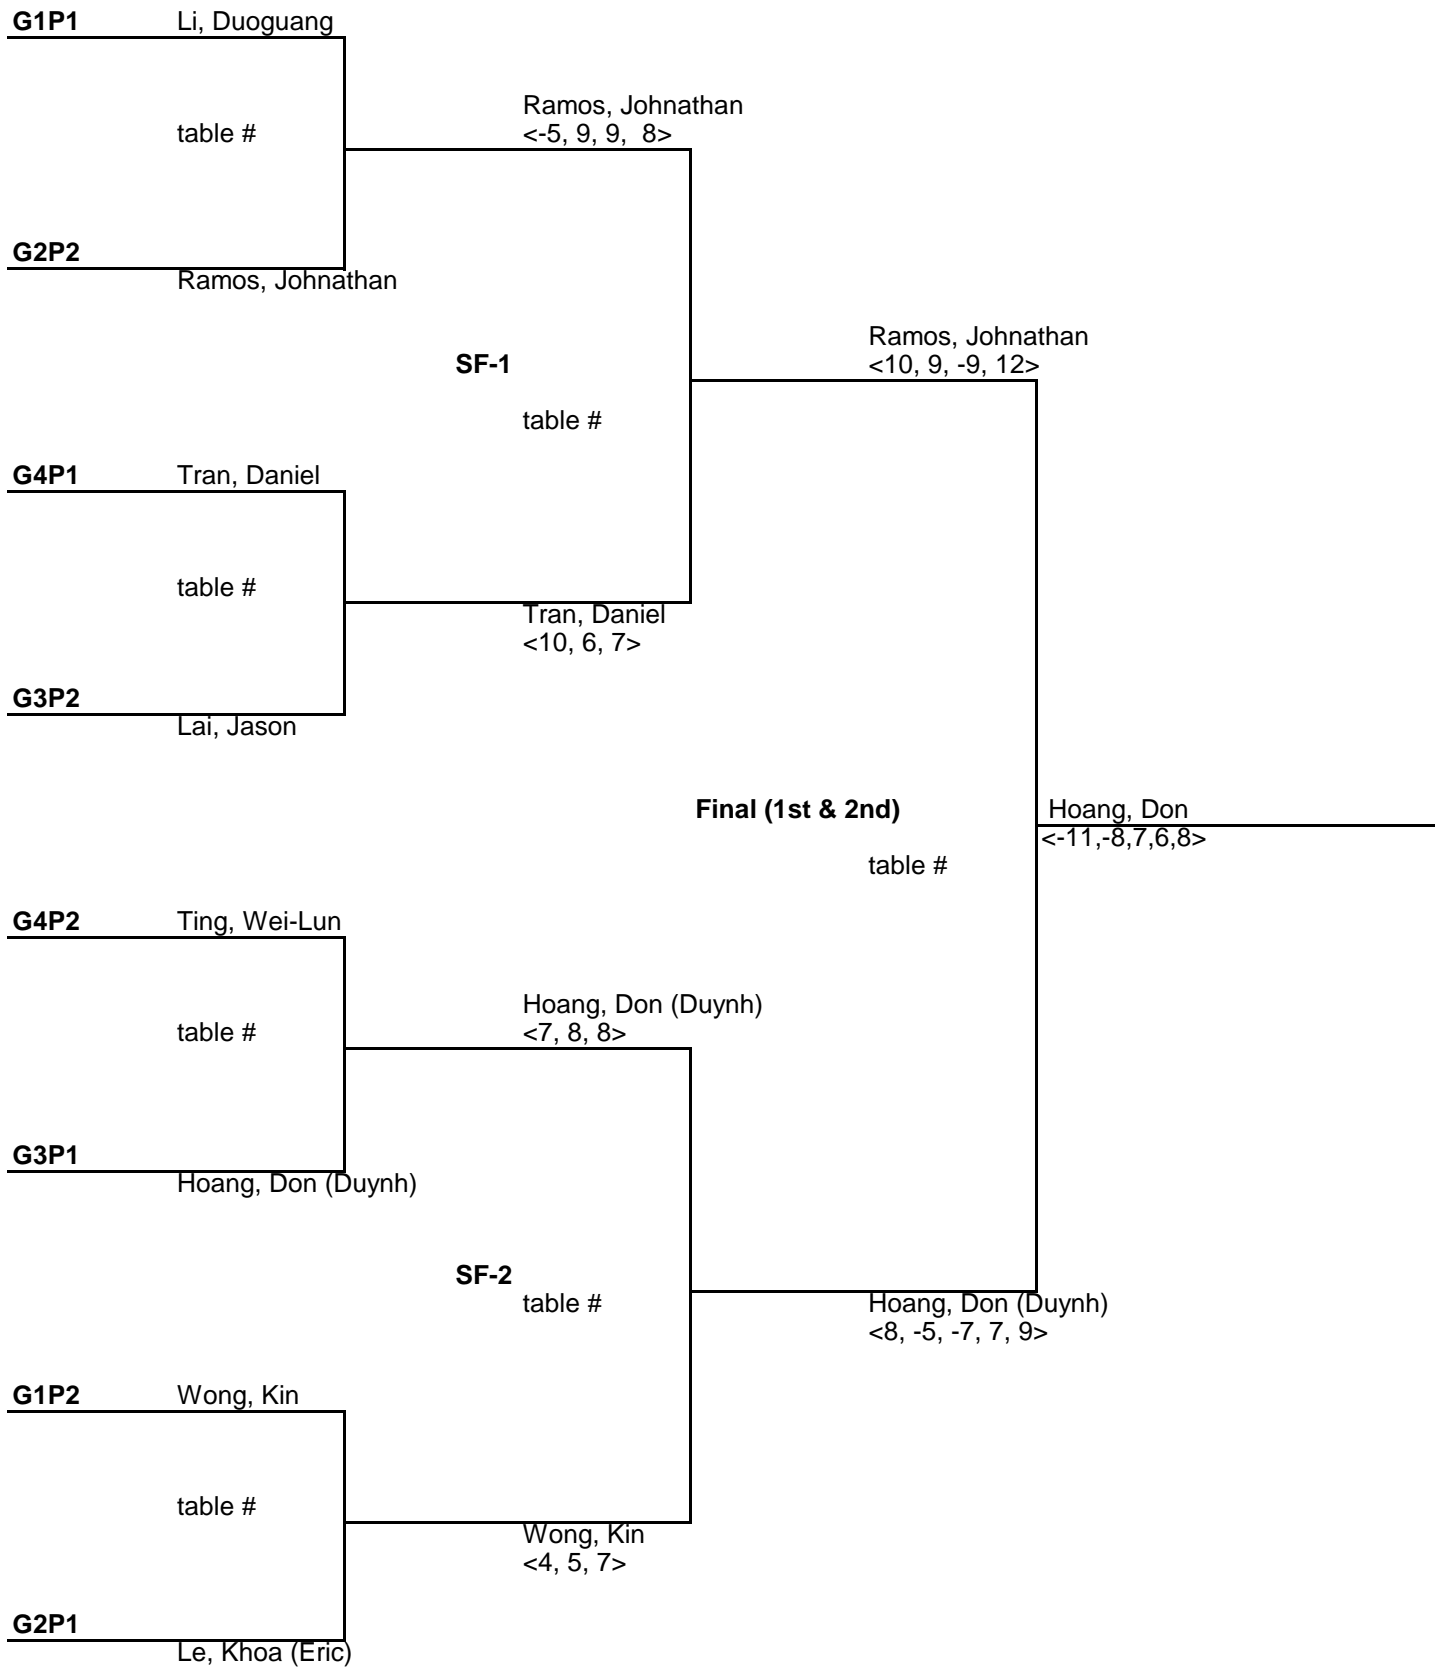 G1P1 Li, Duoguang
Ramos, Johnathan
table # <-5, 9, 9,  8>
G2P2
Ramos, Johnathan
Ramos, Johnathan
SF-1 <10, 9, -9, 12>
table #
G4P1 Tran, Daniel
table #
Tran, Daniel
<10, 6, 7>
G3P2
Lai, Jason
Final (1st & 2nd) Hoang, Don
<-11,-8,7,6,8>
table #
G4P2 Ting, Wei-Lun
Hoang, Don (Duynh)
table # <7, 8, 8>
G3P1
Hoang, Don (Duynh)
SF-2
table # Hoang, Don (Duynh)
<8, -5, -7, 7, 9>
G1P2 Wong, Kin
table #
Wong, Kin
<4, 5, 7>
G2P1
Le, Khoa (Eric)